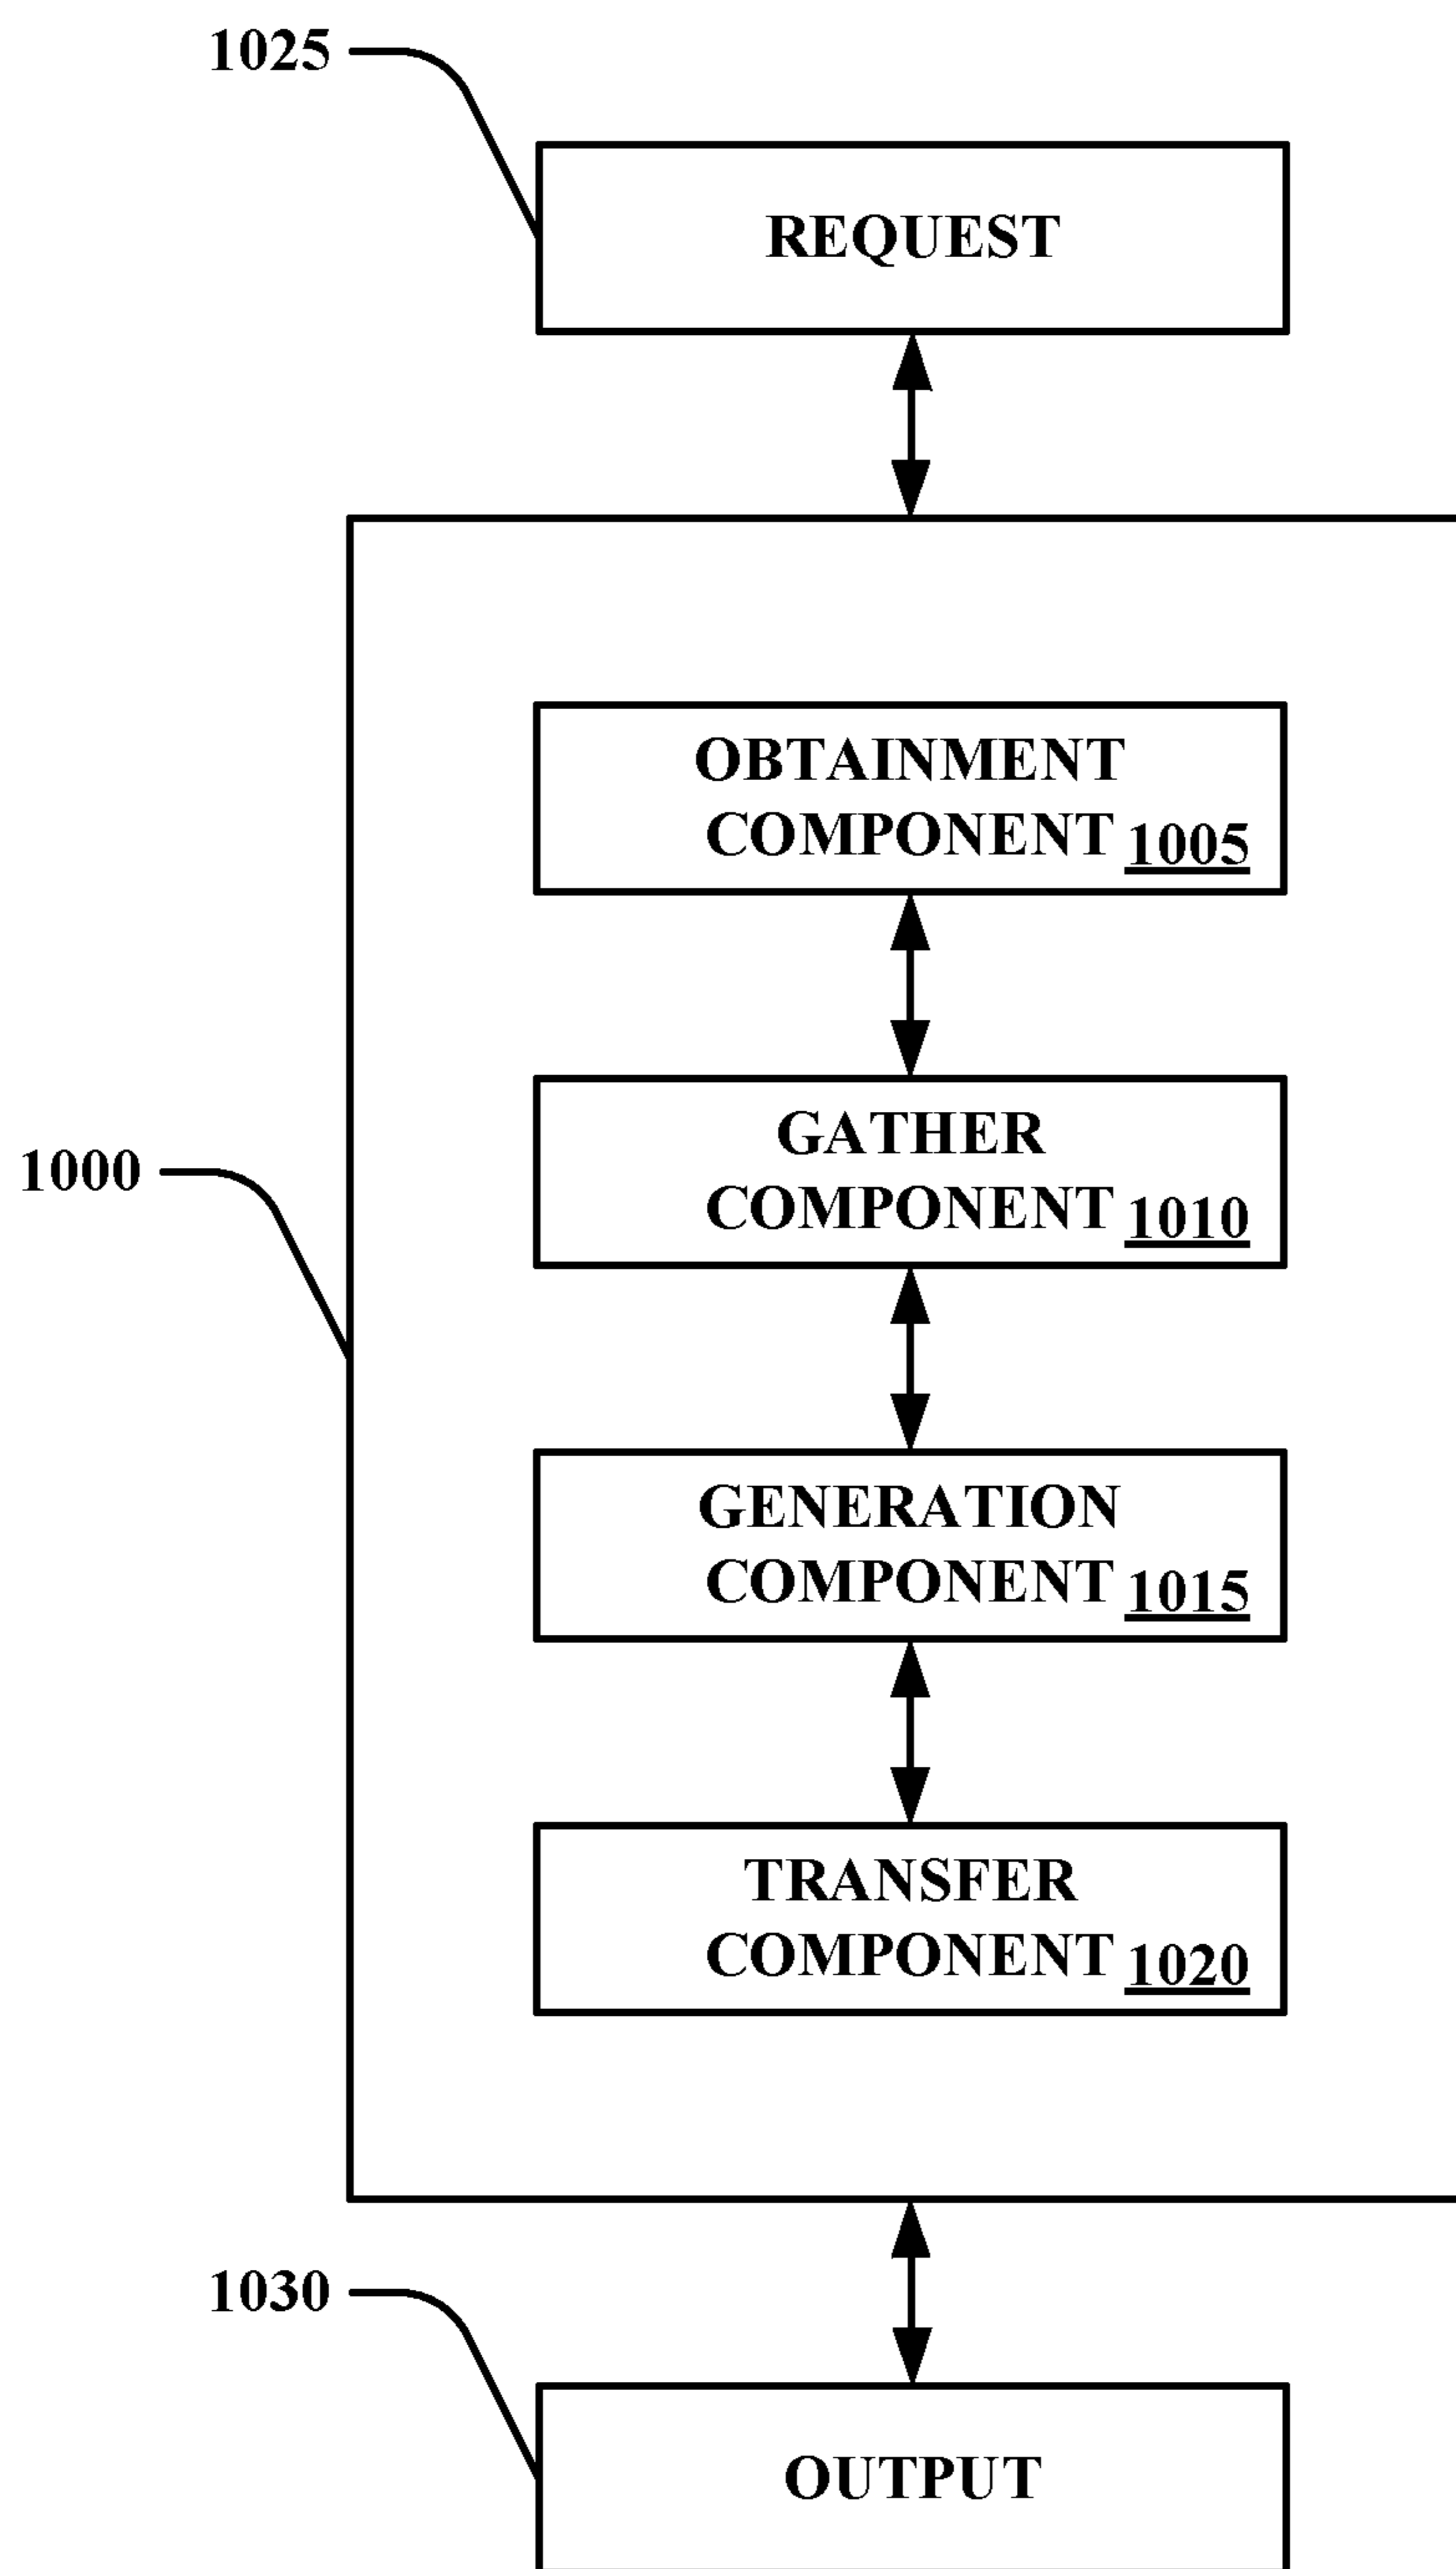 1025
REQUEST
OBTAINMENT
COMPONENT 1005
GATHER
COMPONENT 1010
1000
GENERATION
COMPONENT 1015
TRANSFER
COMPONENT 1020
1030
OUTPUT